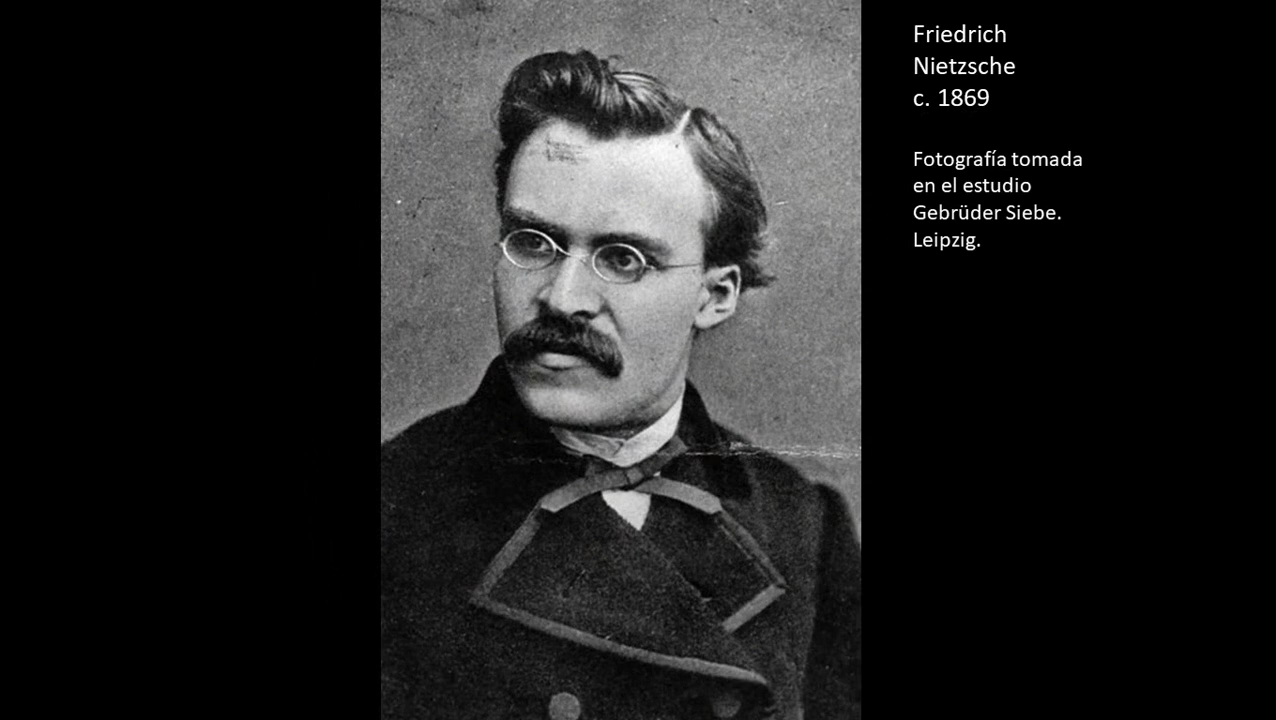 Friedrich
Nietzsche
c. 1869
Fotografía tomada
en el estudio
Gebrüder Siebe.
Leipzig.